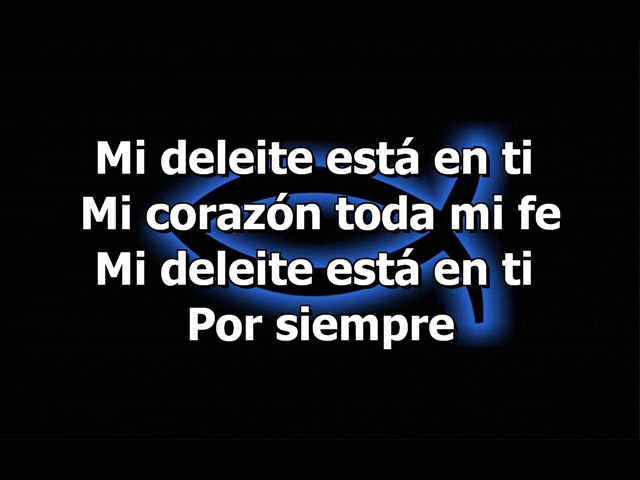 Mi deleite está en ti
Mi corazón toda mi fe
Mi deleite está en ti
Por siempre